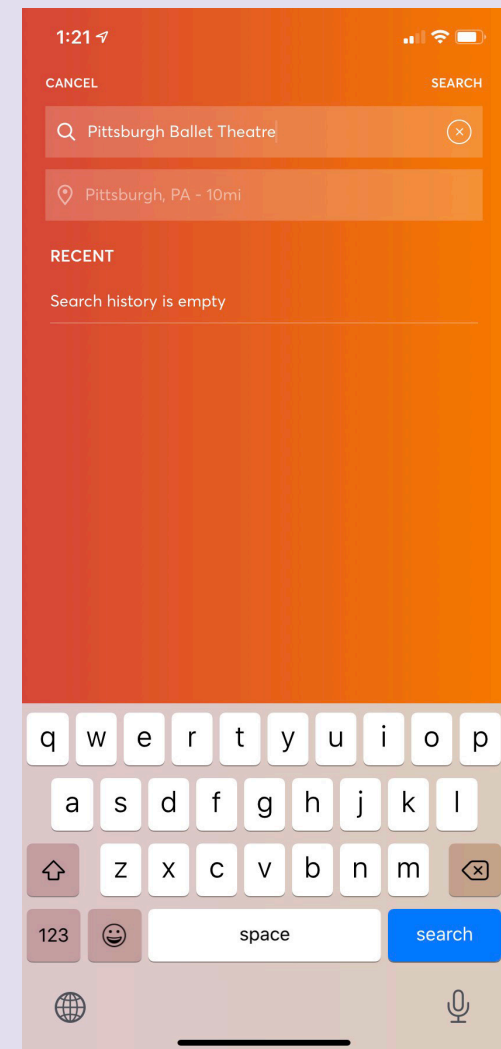 1:21
CANCEL SEARCH
Pittsburgh Ballet Theatre
Pittsburgh, PA - 10mi
RECENT
Search history is empty
q w e r t y u i o p
a s d f g h j k l
z x c v b n m
123 space search